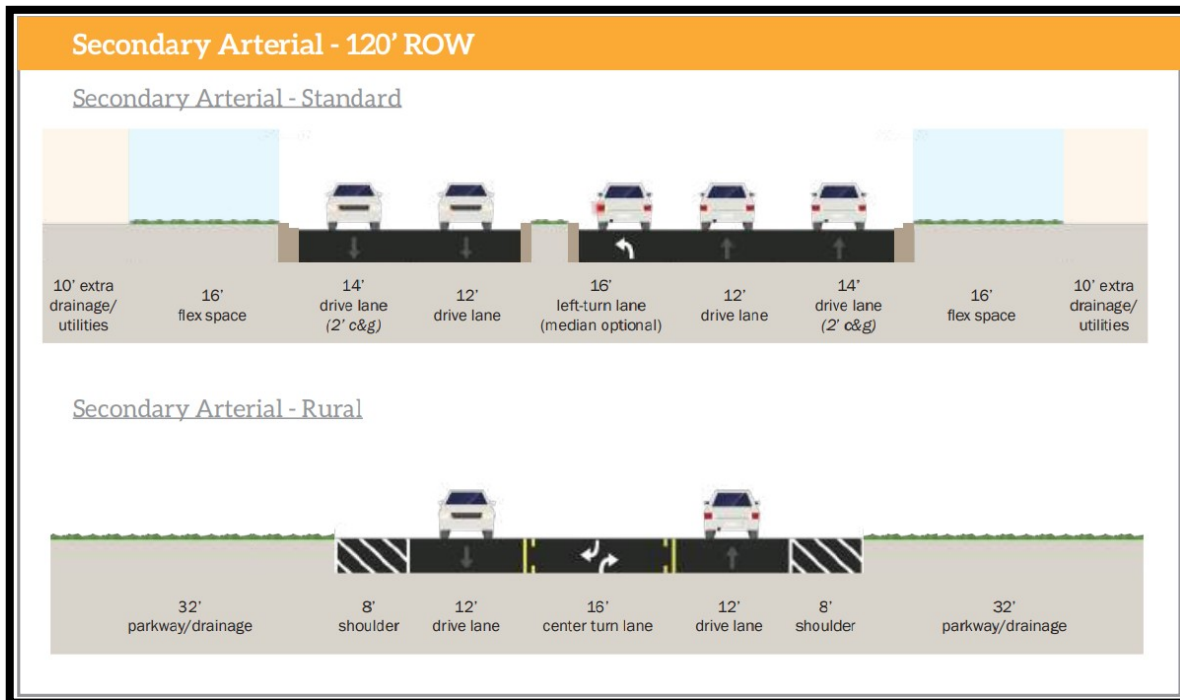 Secondary Arterial - 120’ ROW
Secondary Arterial - Standard
10’ extra
drainage/
utilities
16’
flex space
14’
drive lane
(2’ c&g)
12’
drive lane
16’
left-turn lane
(median optional)
12’
drive lane
14’
drive lane
(2’ c&g)
16’
flex space
10’ extra
drainage/
utilities
Secondary Arterial - Rural
32’
parkway/drainage
8’
shoulder
12’
drive lane
16’
center turn lane
12’
drive lane
8’
shoulder
32’
parkway/drainage